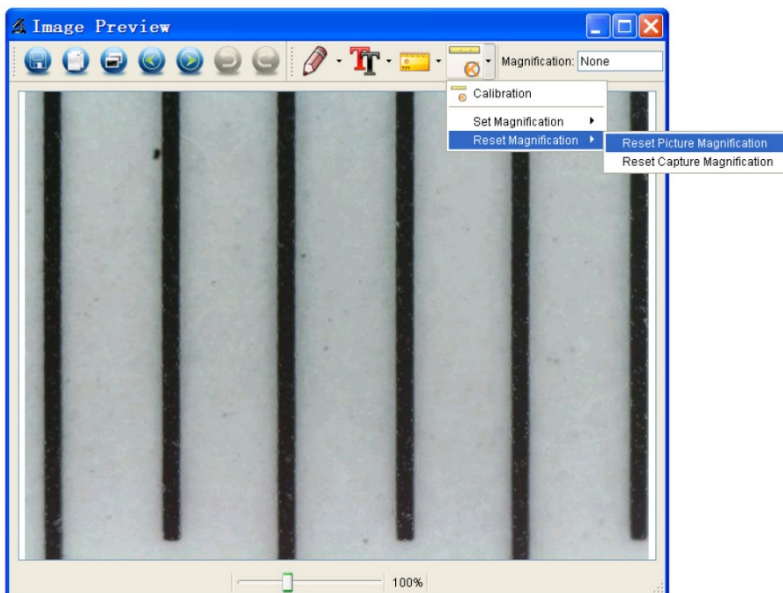 Image Preview
Magnification: None
Calibration
Set Magnification
Reset Magnification
Reset Picture Magnification
Reset Capture Magnification
100%